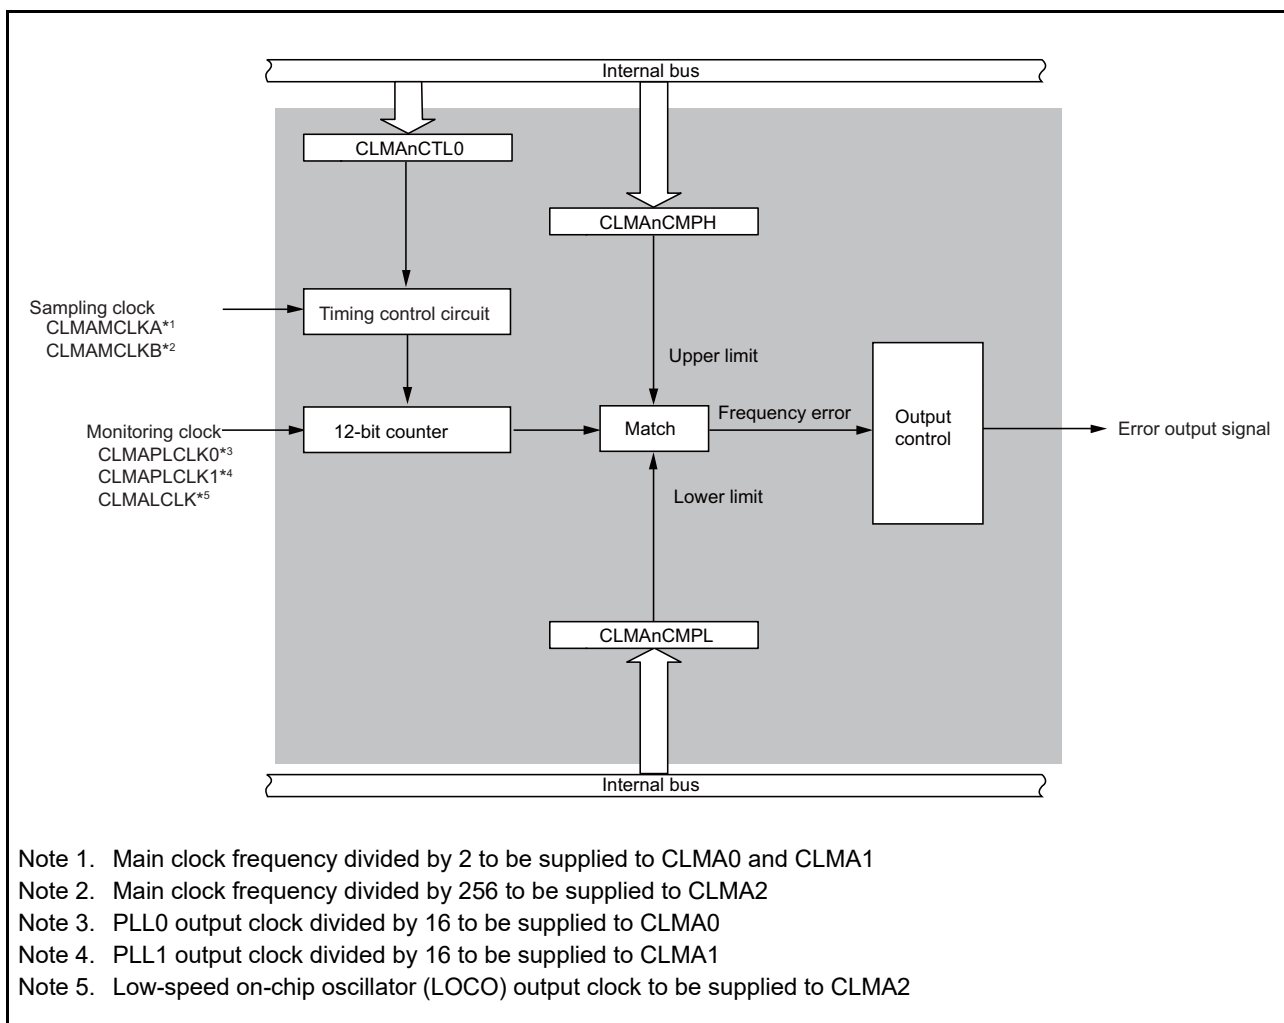 Internal bus
CLMAnCTL0
CLMAnCMPH
Sampling clock
CLMAMCLKA*1
CLMAMCLKB*2
Timing control circuit
Upper limit
Monitoring clock
CLMAPLCLK0*3
CLMAPLCLK1*4
CLMALCLK*5
12-bit counter
Match
Frequency error
Output
control
Error output signal
Lower limit
CLMAnCMPL
Internal bus
Note 1. Main clock frequency divided by 2 to be supplied to CLMA0 and CLMA1
Note 2. Main clock frequency divided by 256 to be supplied to CLMA2
Note 3. PLL0 output clock divided by 16 to be supplied to CLMA0
Note 4. PLL1 output clock divided by 16 to be supplied to CLMA1
Note 5. Low-speed on-chip oscillator (LOCO) output clock to be supplied to CLMA2